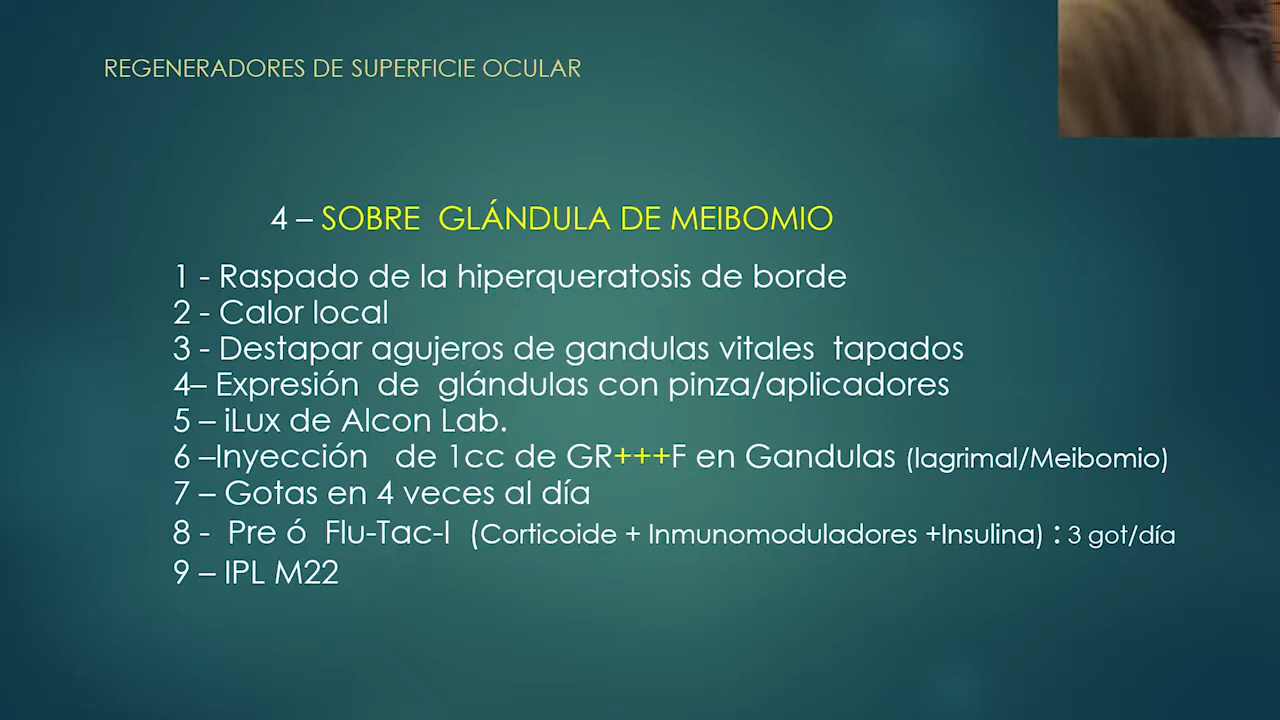 REGENERADORES DE SUPERFICIE OCULAR
4 – SOBRE GLÁNDULA DE MEIBOMIO
1 - Raspado de la hiperqueratosis de borde
2 - Calor local
3 - Destapar agujeros de gandulas vitales tapados
4– Expresión de glándulas con pinza/aplicadores
5 – iLux de Alcon Lab.
6 –Inyección de 1cc de GR+++F en Gandulas (lagrimal/Meibomio)
7 – Gotas en 4 veces al día
8 - Pre ó Flu-Tac-I (Corticoide + Inmunomoduladores +Insulina) : 3 got/día
9 – IPL M22